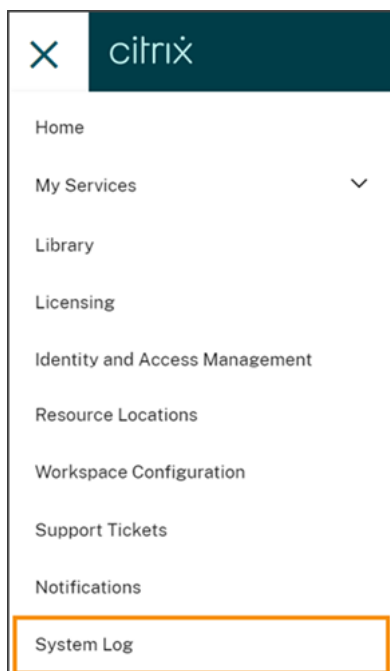 citrix
Home
My Services
Library
Licensing
Identity and Access Management
Resource Locations
Workspace Configuration
Support Tickets
Notifications
System Log